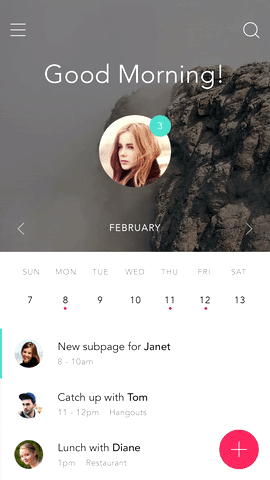 Good Morning!
3
FEBRUARY
SUN MON TUE WED THU FRI SAT
7 8 9 10 11 12 13
New subpage for Janet
8 - 10am
Catch up with Tom
11 - 12pm Hangouts
Lunch with Diane
1pm Restaurant